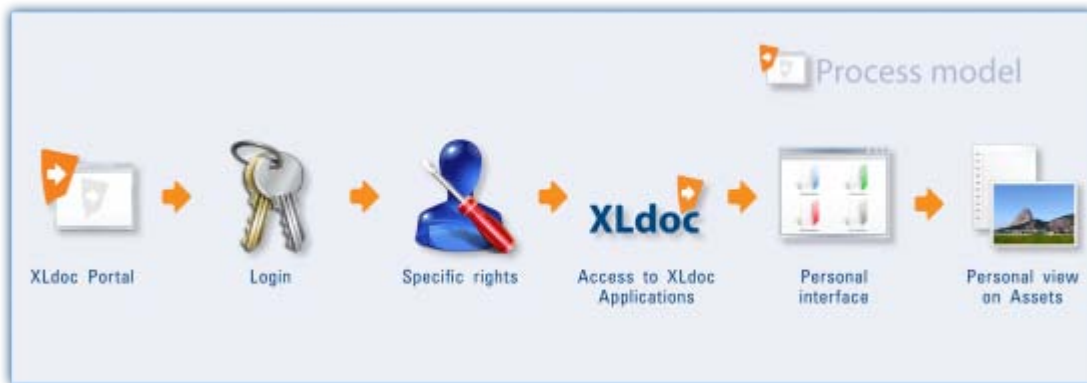 Process model
XLdoc
XLdoc Portal
Login
Specific rights
Access to XLdoc
Applications
Personal
interface
Personal view
on Assets